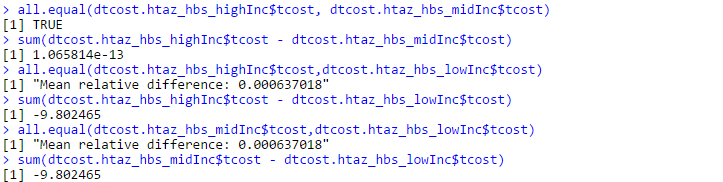 > all.equal(dtcost.htaz_hbs_highInc$tcost, dtcost.htaz_hbs_midInc$tcost)
[1] TRUE
> sum(dtcost.htaz_hbs_highInc$tcost - dtcost.htaz_hbs_midInc$tcost)
[1] 1.065814e-13
> all.equal(dtcost.htaz_hbs_highInc$tcost,dtcost.htaz_hbs_lowInc$tcost)
[1] "Mean relative difference: 0.000637018"
> sum(dtcost.htaz_hbs_highInc$tcost - dtcost.htaz_hbs_lowInc$tcost)
[1] -9.802465
> all.equal(dtcost.htaz_hbs_midInc$tcost,dtcost.htaz_hbs_lowInc$tcost)
[1] "Mean relative difference: 0.000637018"
> sum(dtcost.htaz_hbs_midInc$tcost - dtcost.htaz_hbs_lowInc$tcost)
[1] -9.802465